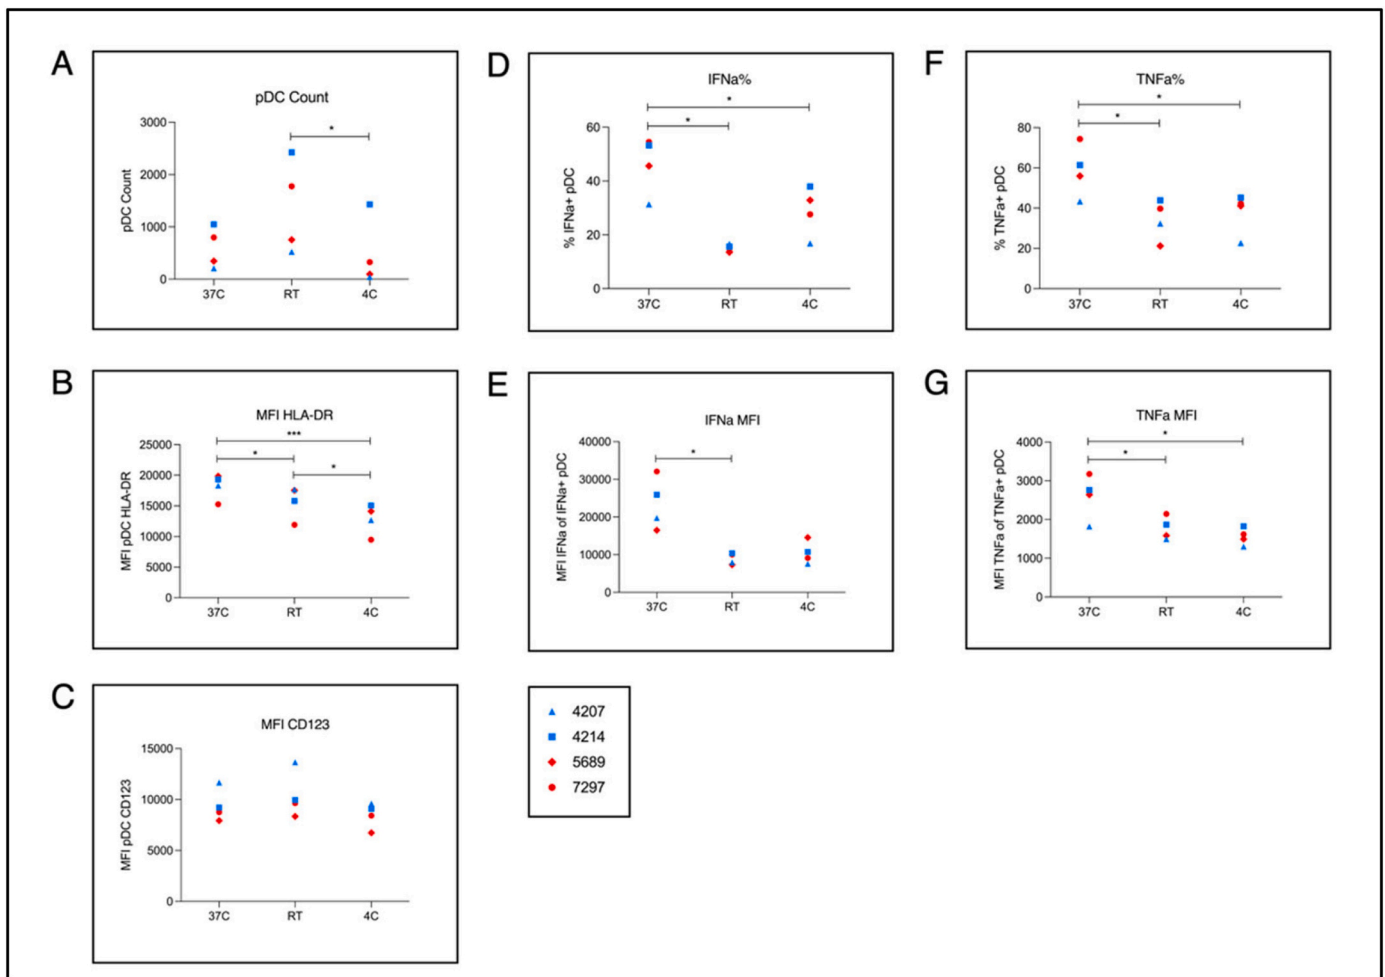 A
pDC Count
*
3000
2000
1000
0
pDC Count
37C RT 4C
B
MFI HLA-DR
***
*
*
25000
20000
15000
10000
5000
0
MFI pDC HLA-DR
37C RT 4C
C
MFI CD123
15000
10000
5000
0
MFI pDC CD123
37C RT 4C
D
IFNa%
*
*
60
40
20
0
% IFNa+ pDC
37C RT 4C
E
IFNa MFI
*
40000
30000
20000
10000
0
MFI IFNa of IFNa+ pDC
37C RT 4C
4207
4214
5689
7297
F
TNFa%
*
*
80
60
40
20
0
% TNFa+ pDC
37C RT 4C
G
TNFa MFI
*
*
4000
3000
2000
1000
0
MFI TNFa of TNFa+ pDC
37C RT 4C